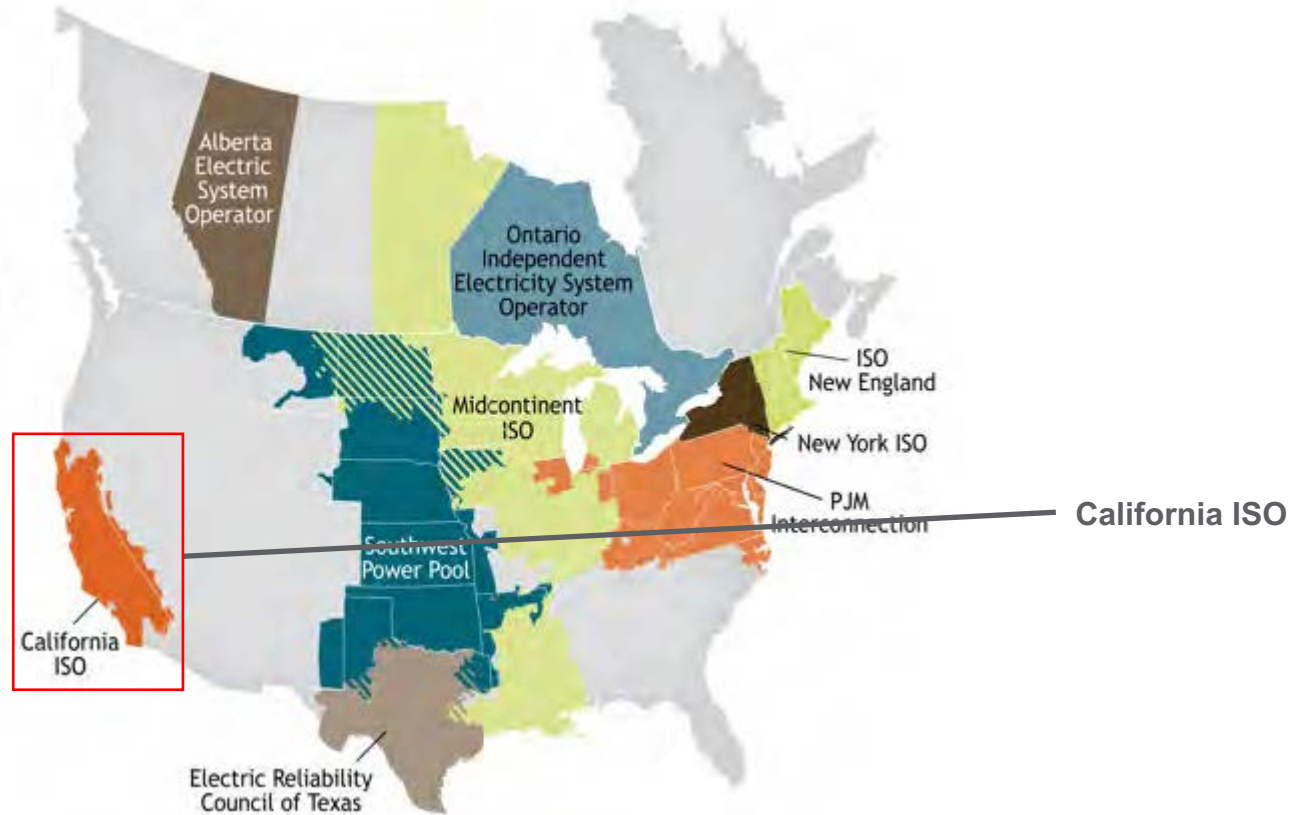 Alberta
Electric
System
Operator
Ontario
Independent
Electricity System
Operator
ISO
New England
Midcontinent
ISO
New York ISO
PJM
Interconnection
California ISO
Southwest
Power Pool
California
ISO
Electric Reliability
Council of Texas